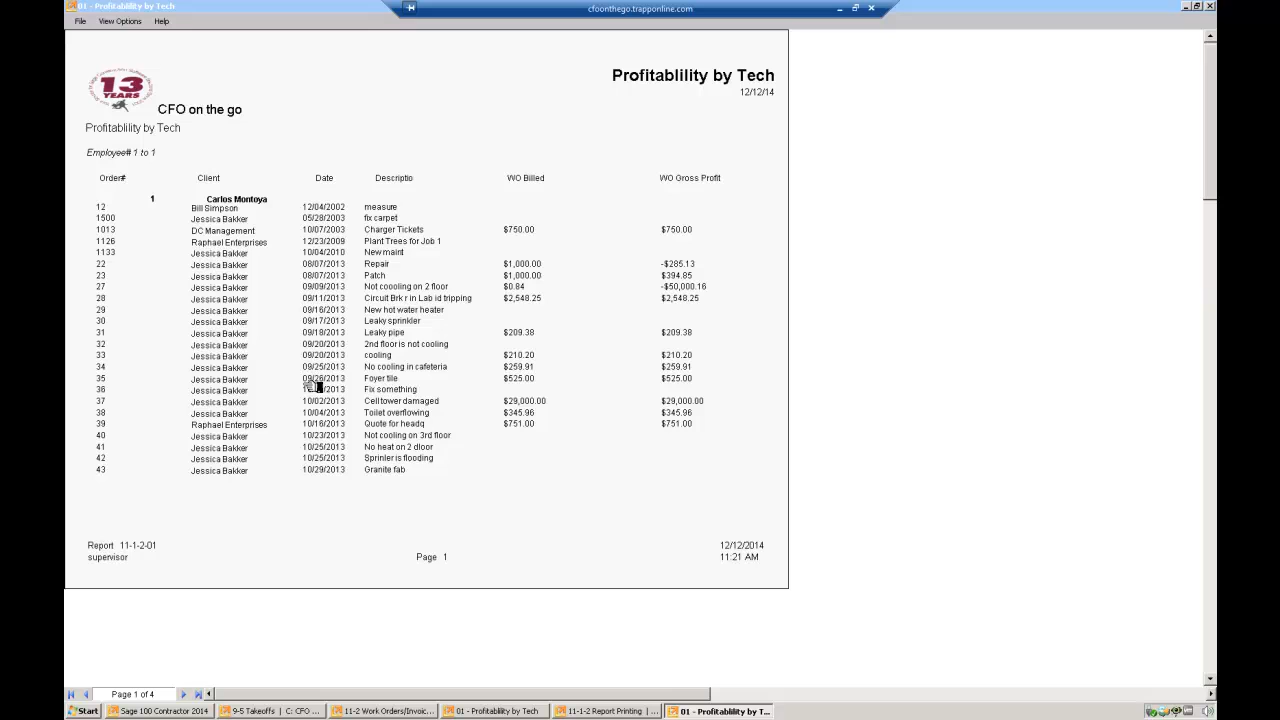 01 - Profitability by Tech
cfoonthego.trapponline.com
File View Options Help
Profitablility by Tech
12/12/14
13
YEARS
CFO on the go
Profitablility by Tech
Employee# 1 to 1
Order# Client Date Descriptio WO Billed WO Gross Profit
1 Carlos Montoya
12 Bill Simpson 12/04/2002 measure
1500 Jessica Bakker 05/28/2003 fix carpet
1013 DC Management 10/07/2003 Charger Tickets $750.00 $750.00
1126 Raphael Enterprises 12/23/2009 Plant Trees for Job 1
1133 Jessica Bakker 10/04/2010 New maint
22 Jessica Bakker 08/07/2013 Repair $1,000.00 -$285.13
23 Jessica Bakker 08/07/2013 Patch $1,000.00 $394.85
27 Jessica Bakker 09/09/2013 Not coooling on 2 floor $0.84 -$50,000.16
28 Jessica Bakker 09/11/2013 Circuit Brk r in Lab id tripping $2,548.25 $2,548.25
29 Jessica Bakker 09/16/2013 New hot water heater
30 Jessica Bakker 09/17/2013 Leaky sprinkler
31 Jessica Bakker 09/18/2013 Leaky pipe $209.38 $209.38
32 Jessica Bakker 09/20/2013 2nd floor is not cooling
33 Jessica Bakker 09/20/2013 cooling $210.20 $210.20
34 Jessica Bakker 09/25/2013 No cooling in cafeteria $259.91 $259.91
35 Jessica Bakker 09/26/2013 Foyer tile $525.00 $525.00
36 Jessica Bakker /2013 Fix something
37 Jessica Bakker 10/02/2013 Cell tower damaged $29,000.00 $29,000.00
38 Jessica Bakker 10/04/2013 Toilet overflowing $345.96 $345.96
39 Raphael Enterprises 10/16/2013 Quote for headq $751.00 $751.00
40 Jessica Bakker 10/23/2013 Not cooling on 3rd floor
41 Jessica Bakker 10/25/2013 No heat on 2 dloor
42 Jessica Bakker 10/25/2013 Sprinler is flooding
43 Jessica Bakker 10/29/2013 Granite fab
Report 11-1-2-01 12/12/2014
supervisor Page 1 11:21 AM
Page 1 of 4
Start Sage 100 Contractor 2014 9-5 Takeoffs | C: CFO ... 11-2 Work Orders/Invoic... 01 - Profitability by Tech 11-1-2 Report Printing | ... 01 - Profitability by T...